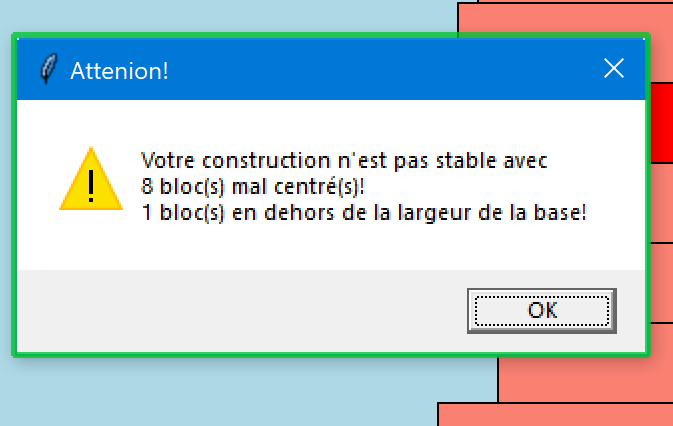 Attenion!
Votre construction n'est pas stable avec
8 bloc(s) mal centré(s)!
1 bloc(s) en dehors de la largeur de la base!
OK